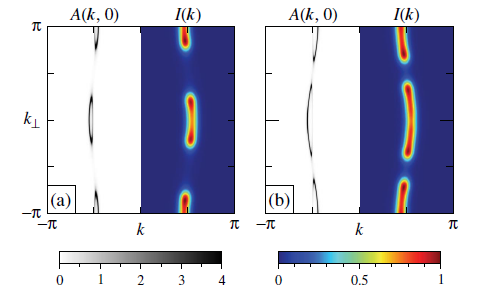 A(k, 0) I(k) A(k, 0) I(k)
π
k⊥
(a) (b)
−π
−π k π −π k π
0 1 2 3 4 0 0.5 1